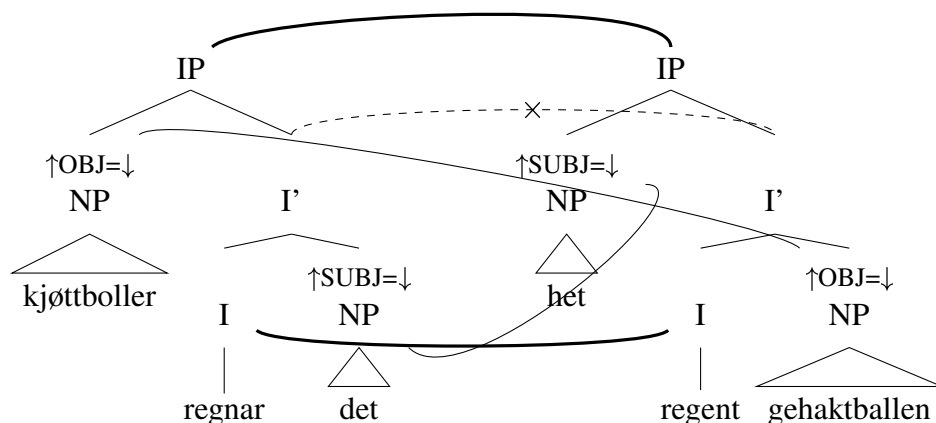 IP IP
↑OBJ=↓ ↑SUBJ=↓
NP I' NP I'
kjøttboller ↑SUBJ=↓ het ↑OBJ=↓
I NP I NP
regnar det regent gehaktballen